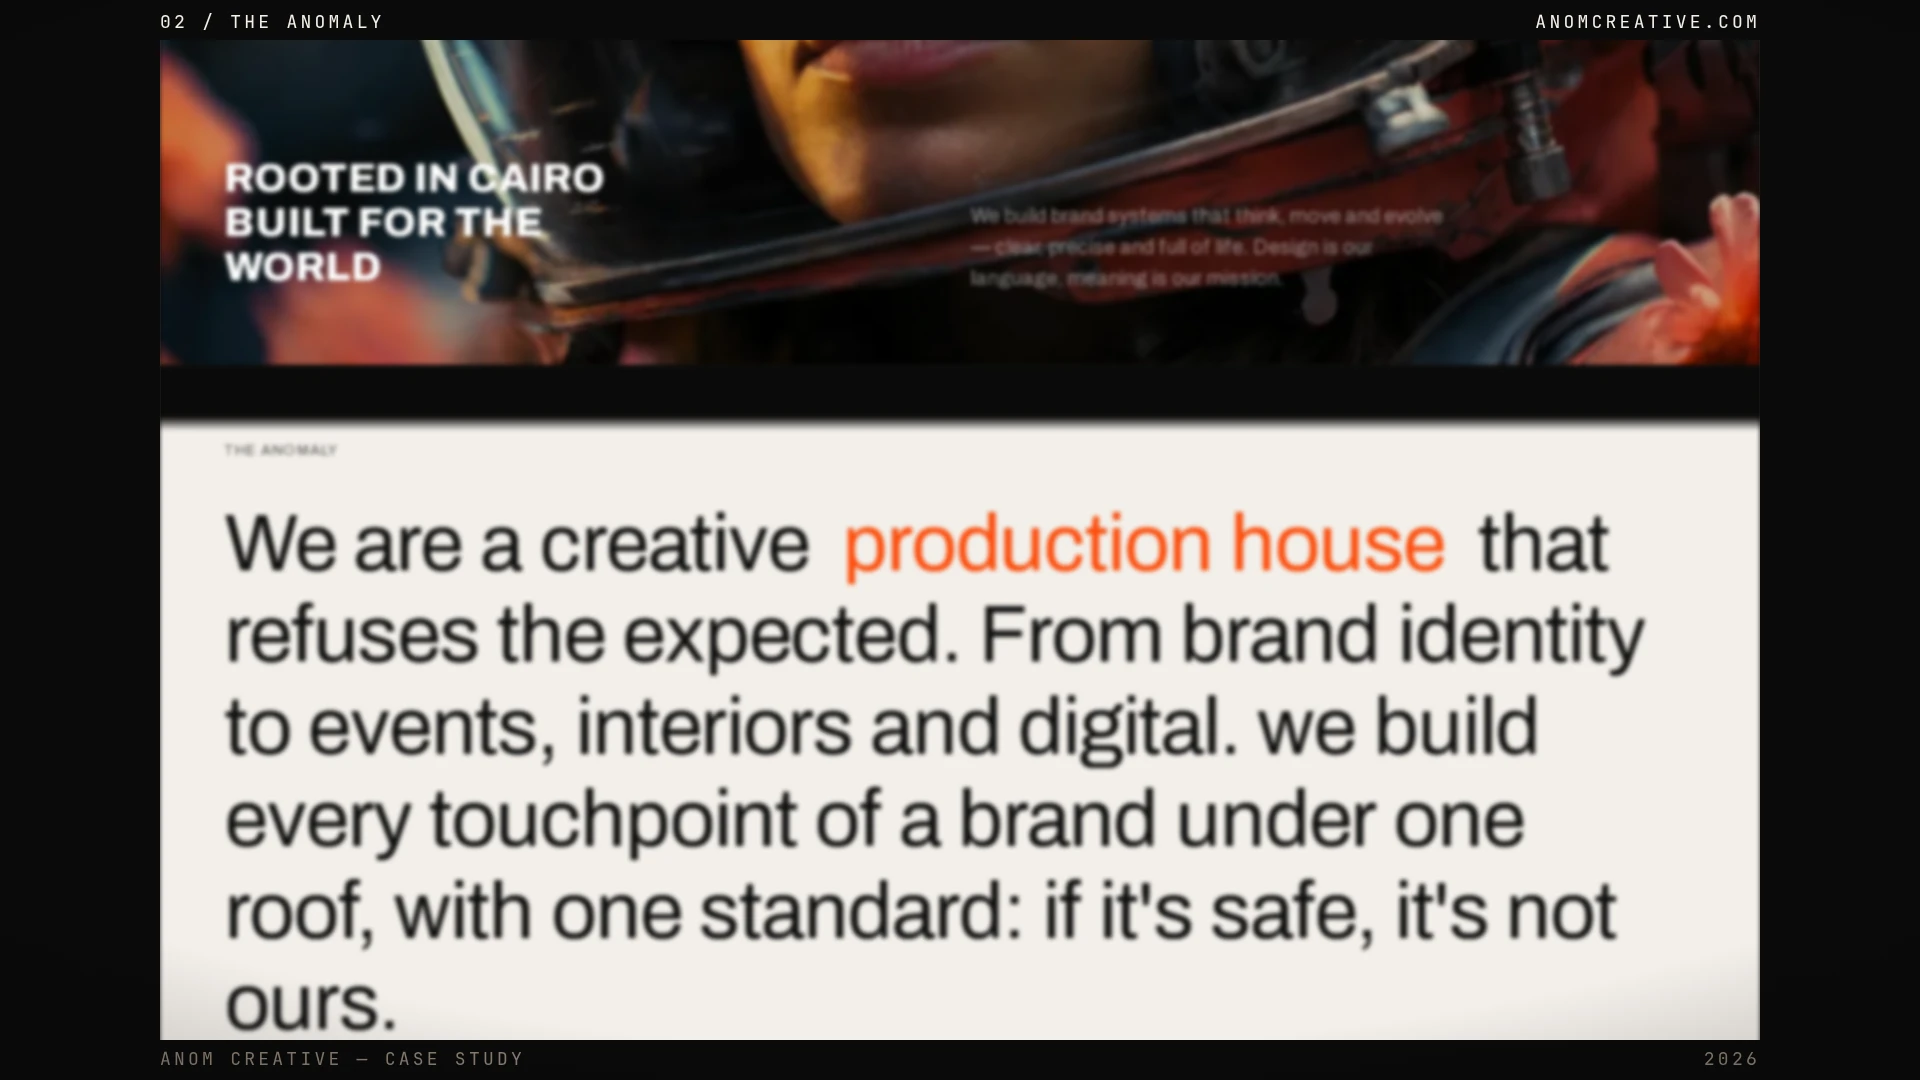 02 / THE ANOMALY
ANOMCREATIVE.COM
ROOTED IN CAIRO
BUILT FOR THE
WORLD
We build brand systems that think, move and evolve
— clear, precise and full of life. Design is our
language, meaning is our mission.
THE ANOMALY
We are a creative production house that
refuses the expected. From brand identity
to events, interiors and digital. we build
every touchpoint of a brand under one
roof, with one standard: if it's safe, it's not
ours.
ANOM CREATIVE — CASE STUDY
2026